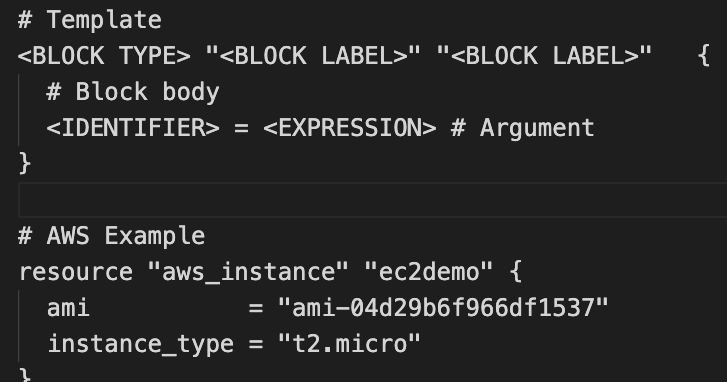 # Template
<BLOCK TYPE> "<BLOCK LABEL>" "<BLOCK LABEL>"   {
  # Block body
  <IDENTIFIER> = <EXPRESSION> # Argument
}

# AWS Example
resource "aws_instance" "ec2demo" {
  ami           = "ami-04d29b6f966df1537"
  instance_type = "t2.micro"
}